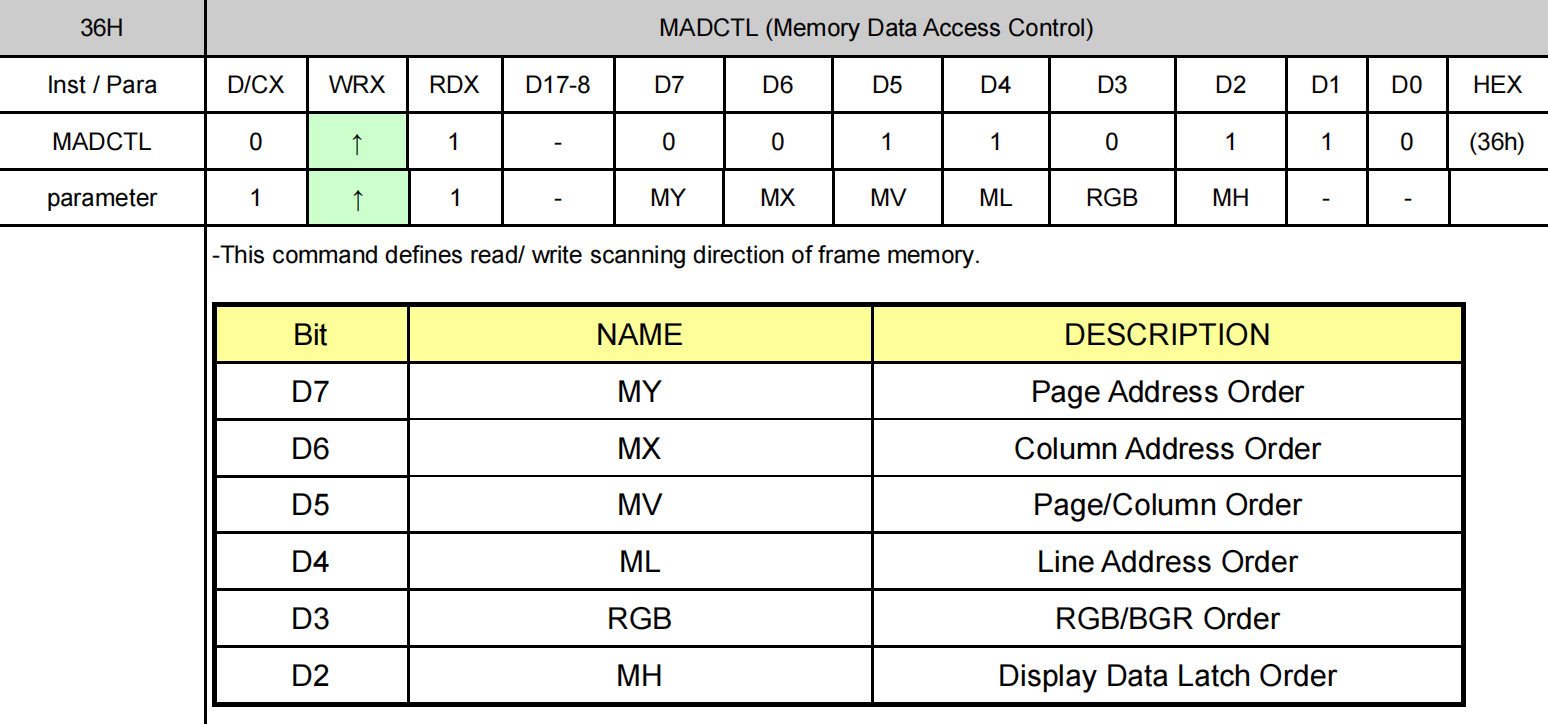 36H MADCTL (Memory Data Access Control)
Inst / Para D/CX WRX RDX D17-8 D7 D6 D5 D4 D3 D2 D1 D0 HEX
MADCTL 0 ↑ 1 - 0 0 1 1 0 1 1 0 (36h)
parameter 1 ↑ 1 - MY MX MV ML RGB MH - -
-This command defines read/ write scanning direction of frame memory.
Bit NAME DESCRIPTION
D7 MY Page Address Order
D6 MX Column Address Order
D5 MV Page/Column Order
D4 ML Line Address Order
D3 RGB RGB/BGR Order
D2 MH Display Data Latch Order